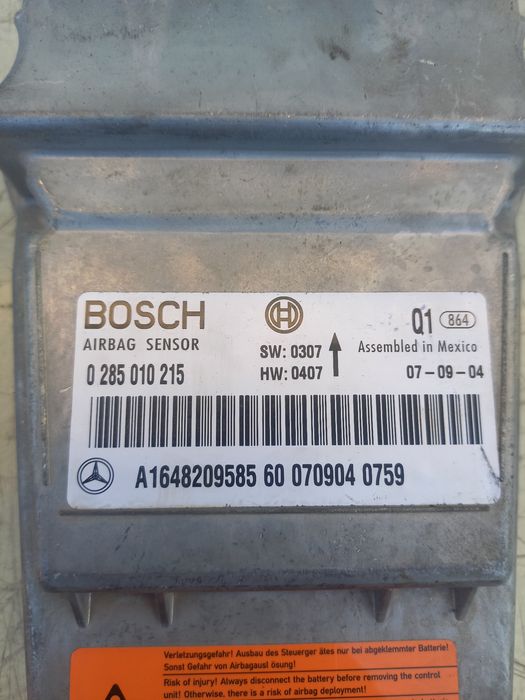 BOSCH
AIRBAG SENSOR
0 285 010 215
SW: 0307
HW: 0407
Q1 864
Assembled in Mexico
07-09-04
A1648209585 60 070904 0759
Verletzungsgefahr! Ausbau des Steuerger ätes nur bei abgeklemmter Batterie!
Sonst Gefahr von Airbagausl ösung!
Risk of injury! Always disconnect the battery before removing the control
unit! Otherwise, there is a risk of airbag deployment!